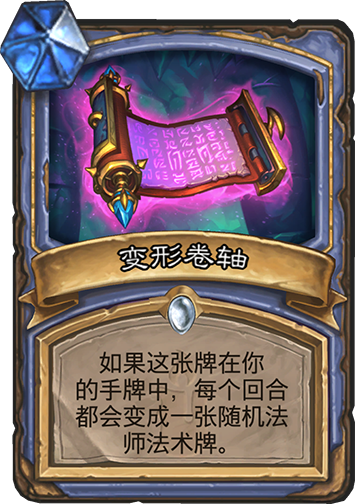 变形卷轴
如果这张牌在你
的手牌中，每个回合
都会变成一张随机法
师法术牌。